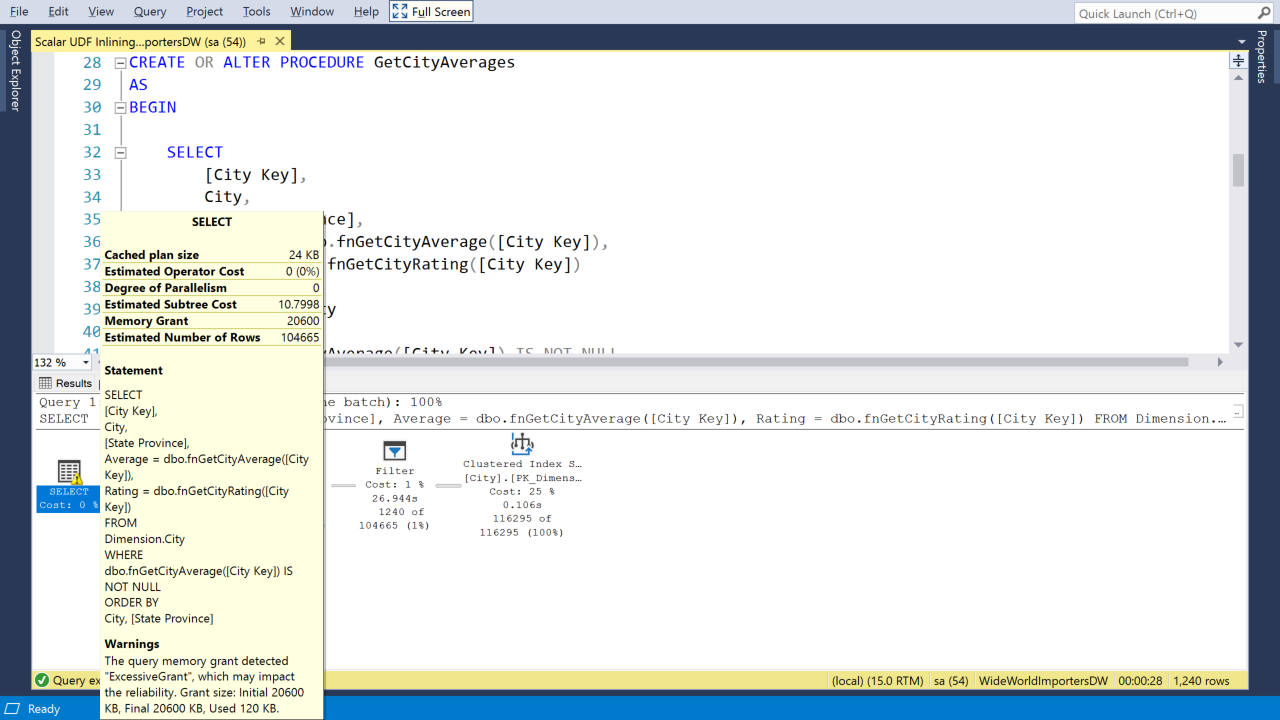 File Edit View Query Project Tools Window Help Full Screen
Quick Launch (Ctrl+Q)
Object Explorer
Properties
Scalar UDF Inlining...portersDW (sa (54))
28 CREATE OR ALTER PROCEDURE GetCityAverages
29 AS
30 BEGIN
31
32 SELECT
33 [City Key],
34 City,
35 nce],
36 .fnGetCityAverage([City Key]),
37 fnGetCityRating([City Key])
38
39 ty
40
41 Average([City Key]) IS NOT NULL
132 %
Results
Query 1 e batch): 100%
SELECT ovince], Average = dbo.fnGetCityAverage([City Key]), Rating = dbo.fnGetCityRating([City Key]) FROM Dimension....
SELECT
Cost: 0 %
Filter
Cost: 1 %
26.944s
1240 of
104665 (1%)
Clustered Index S...
[City].[PK_Dimens...
Cost: 25 %
0.106s
116295 of
116295 (100%)
SELECT
Cached plan size 24 KB
Estimated Operator Cost 0 (0%)
Degree of Parallelism 0
Estimated Subtree Cost 10.7998
Memory Grant 20600
Estimated Number of Rows 104665
Statement
SELECT
[City Key],
City,
[State Province],
Average = dbo.fnGetCityAverage([City
Key]),
Rating = dbo.fnGetCityRating([City
Key])
FROM
Dimension.City
WHERE
dbo.fnGetCityAverage([City Key]) IS
NOT NULL
ORDER BY
City, [State Province]
Warnings
The query memory grant detected
"ExcessiveGrant", which may impact
the reliability. Grant size: Initial 20600
KB, Final 20600 KB, Used 120 KB.
Query ex
(local) (15.0 RTM) sa (54) WideWorldImportersDW 00:00:28 1,240 rows
Ready